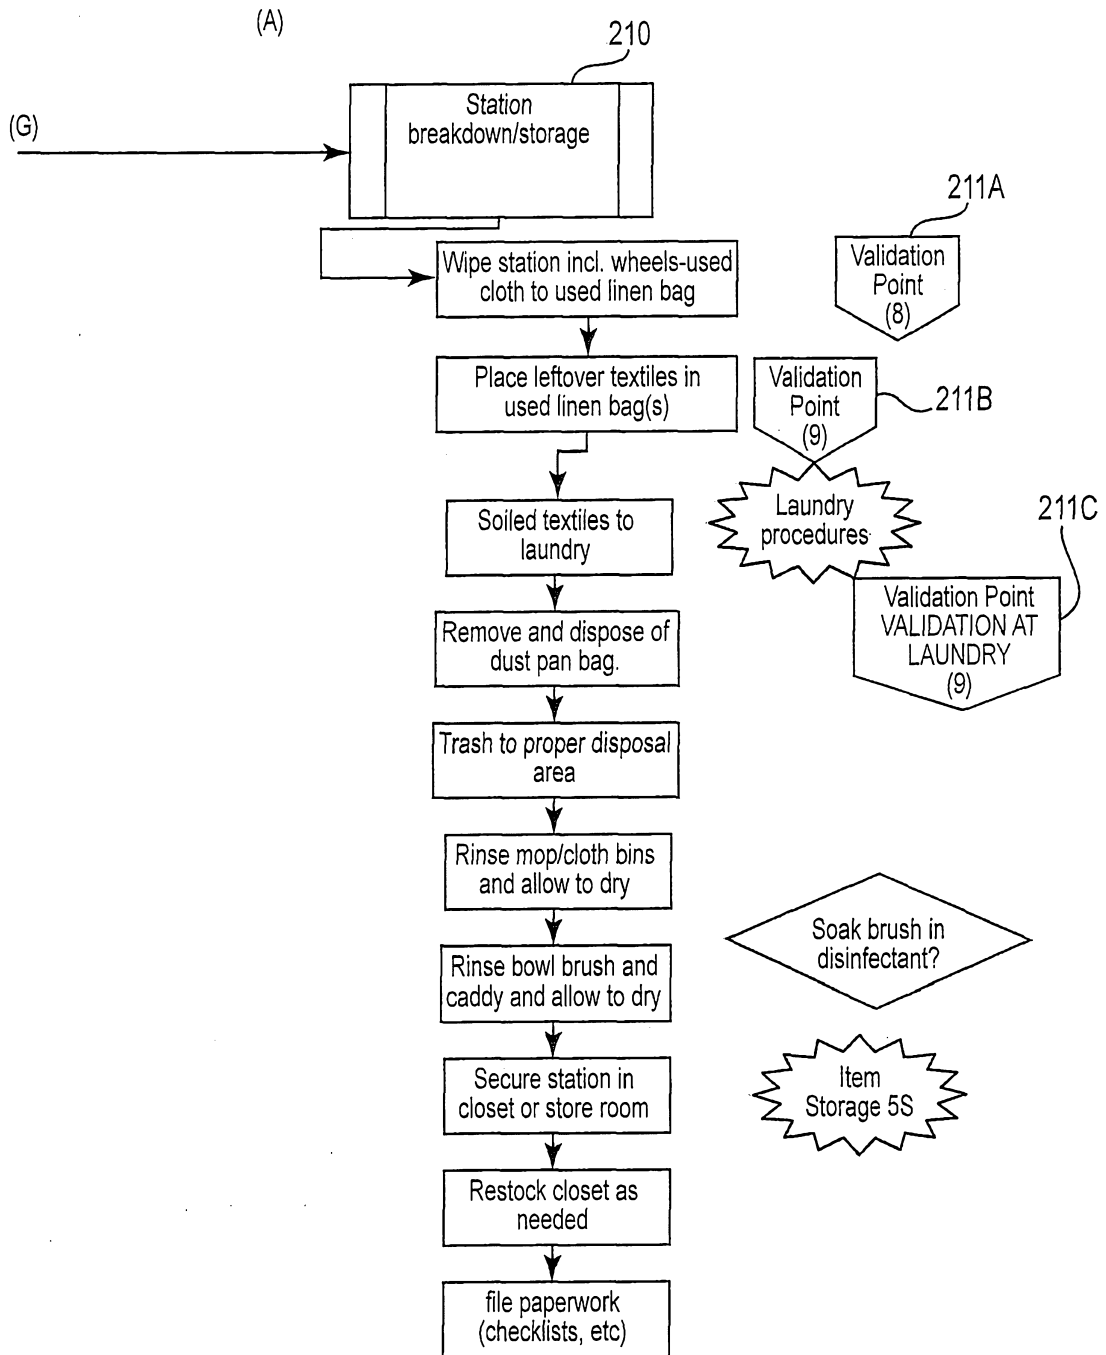 (A)
210
(G)
Station
breakdown/storage
211A
Wipe station incl. wheels-used
cloth to used linen bag
Validation
Point
(8)
Place leftover textiles in
used linen bag(s)
Validation
Point
(9)
211B
Soiled textiles to
laundry
Laundry
procedures
211C
Validation Point
VALIDATION AT
LAUNDRY
(9)
Remove and dispose of
dust pan bag.
Trash to proper disposal
area
Rinse mop/cloth bins
and allow to dry
Soak brush in
disinfectant?
Rinse bowl brush and
caddy and allow to dry
Secure station in
closet or store room
Item
Storage 5S
Restock closet as
needed
file paperwork
(checklists, etc)